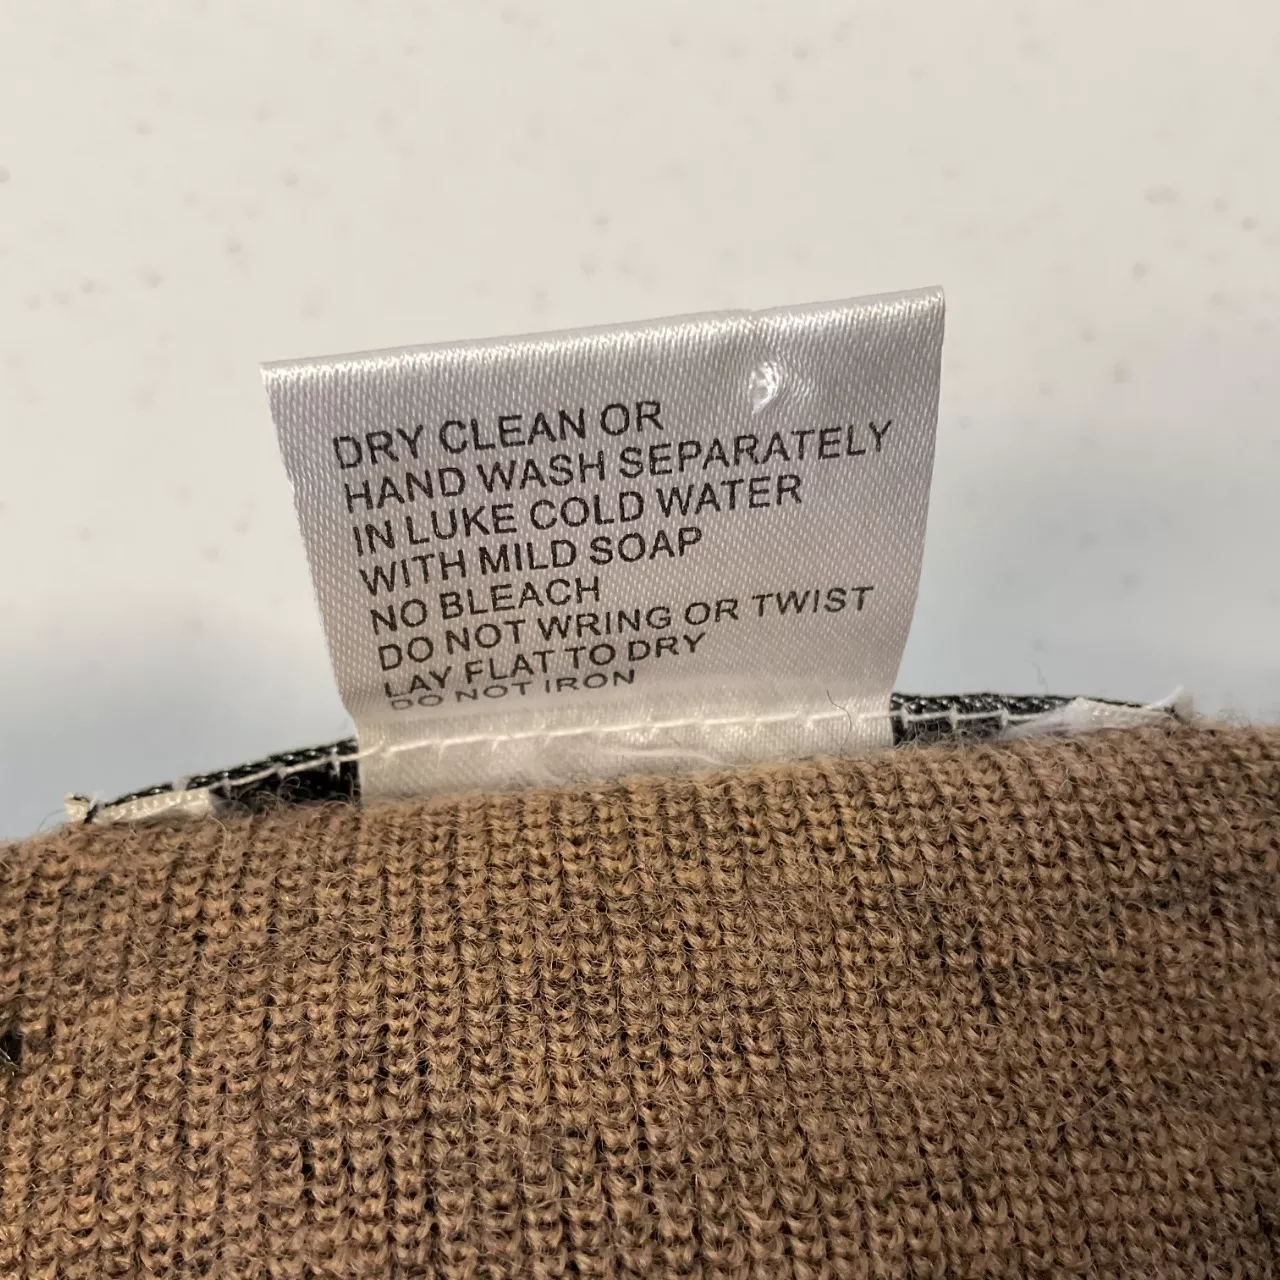 DRY CLEAN OR
HAND WASH SEPARATELY
IN LUKE COLD WATER
WITH MILD SOAP
NO BLEACH
DO NOT WRING OR TWIST
LAY FLAT TO DRY
DO NOT IRON